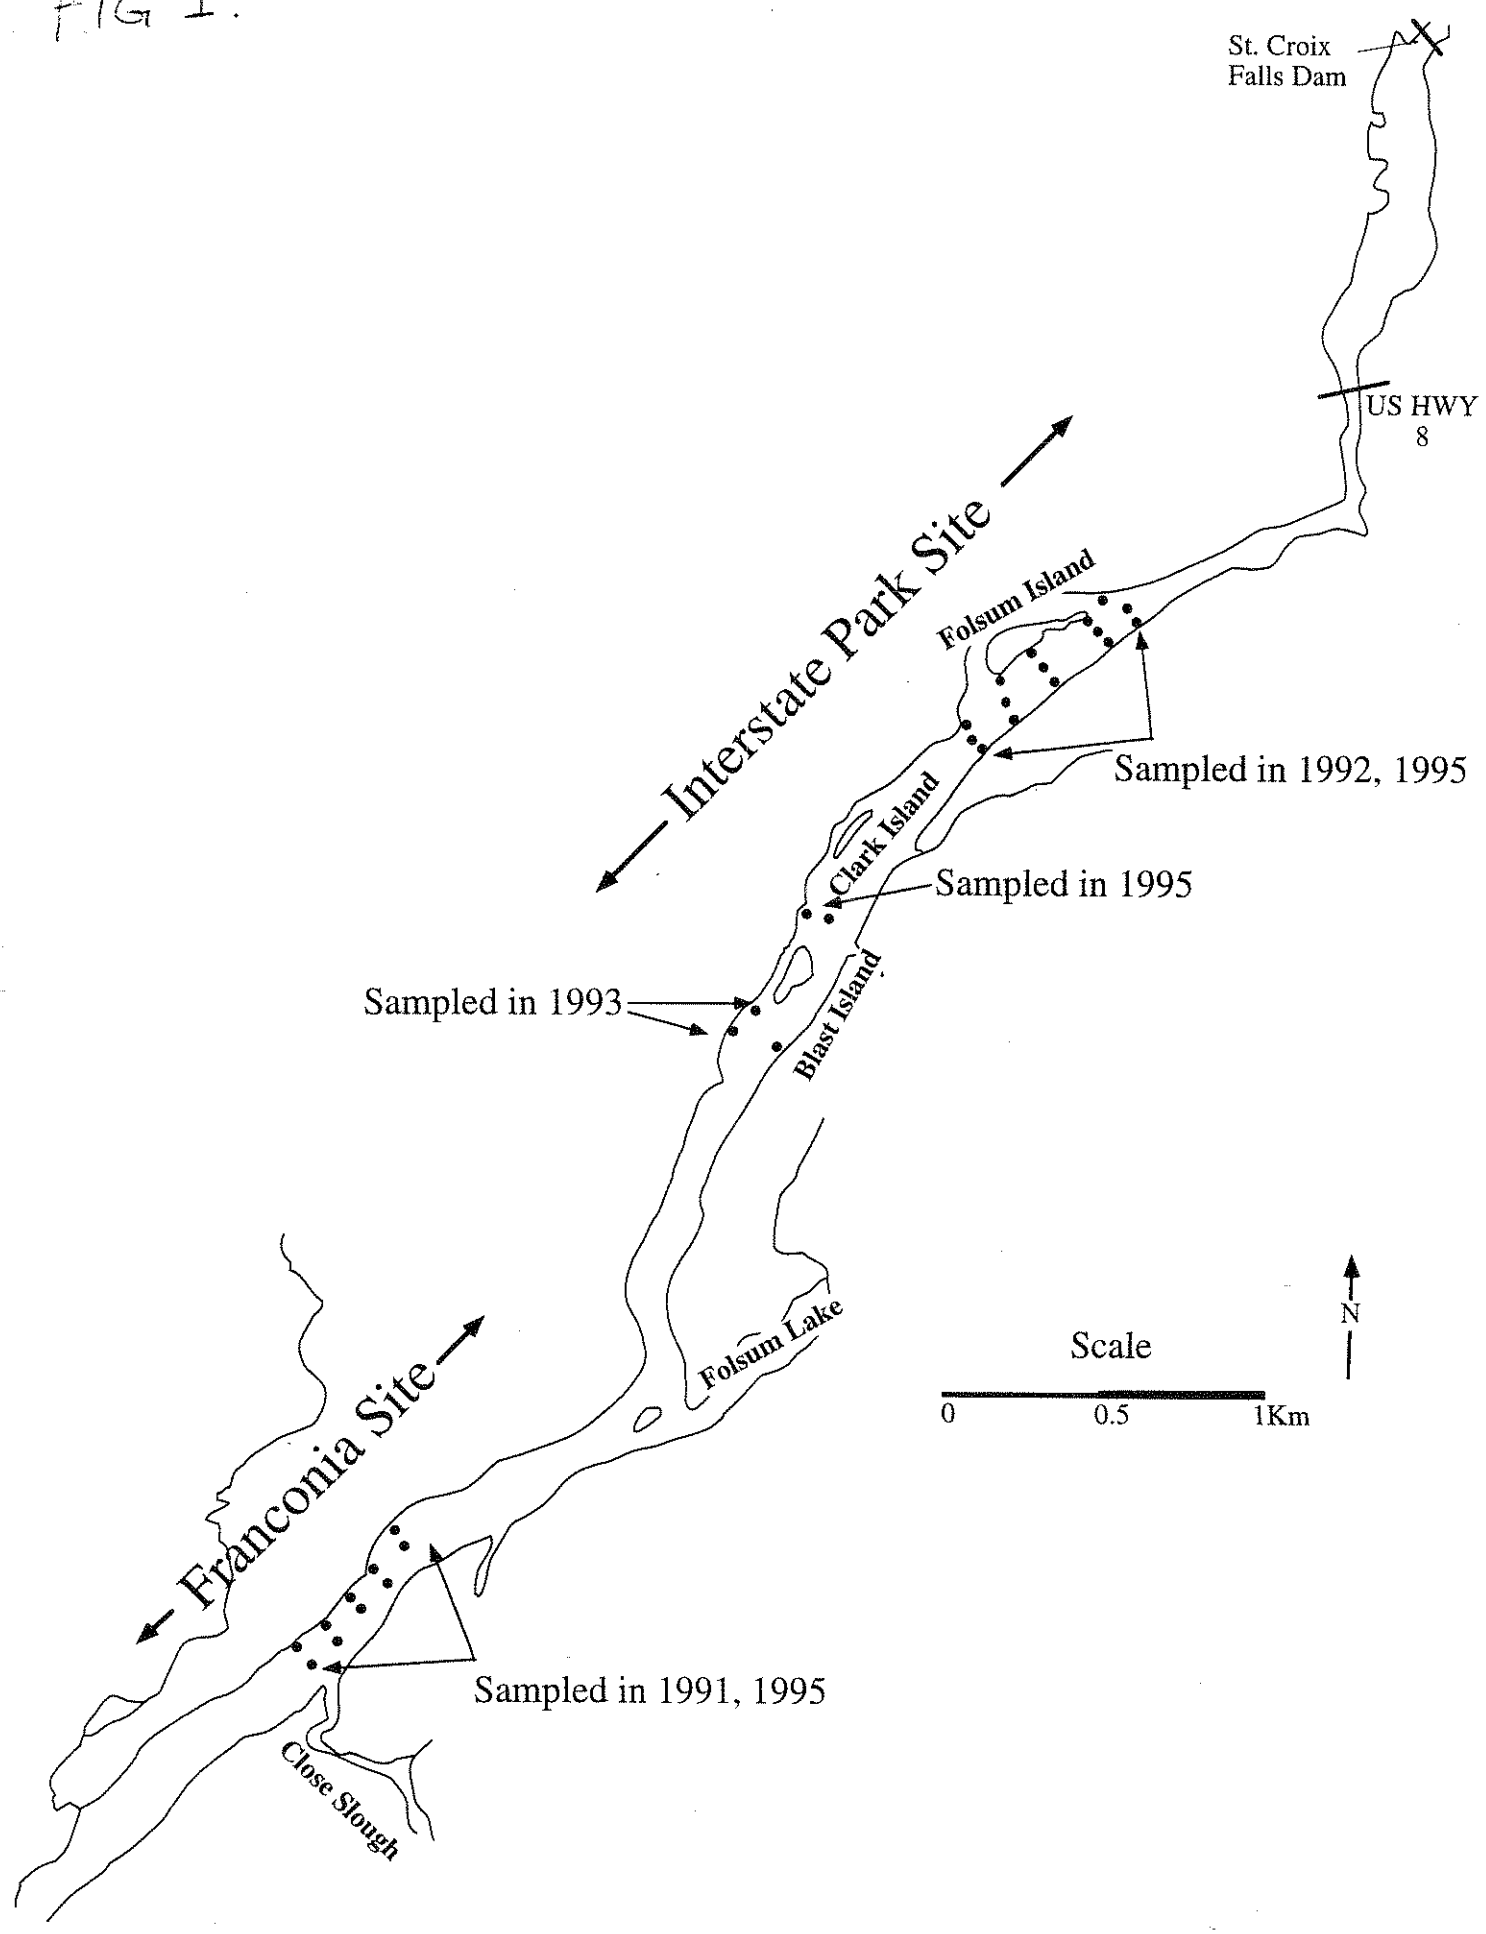 FIG 1.
St. Croix
Falls Dam
US HWY
8
Interstate Park Site
Folsum Island
Sampled in 1992, 1995
Clark Island
Sampled in 1995
Sampled in 1993
Blast Island
Folsum Lake
N
Scale
0 0.5 1Km
Franconia Site
Sampled in 1991, 1995
Close Slough